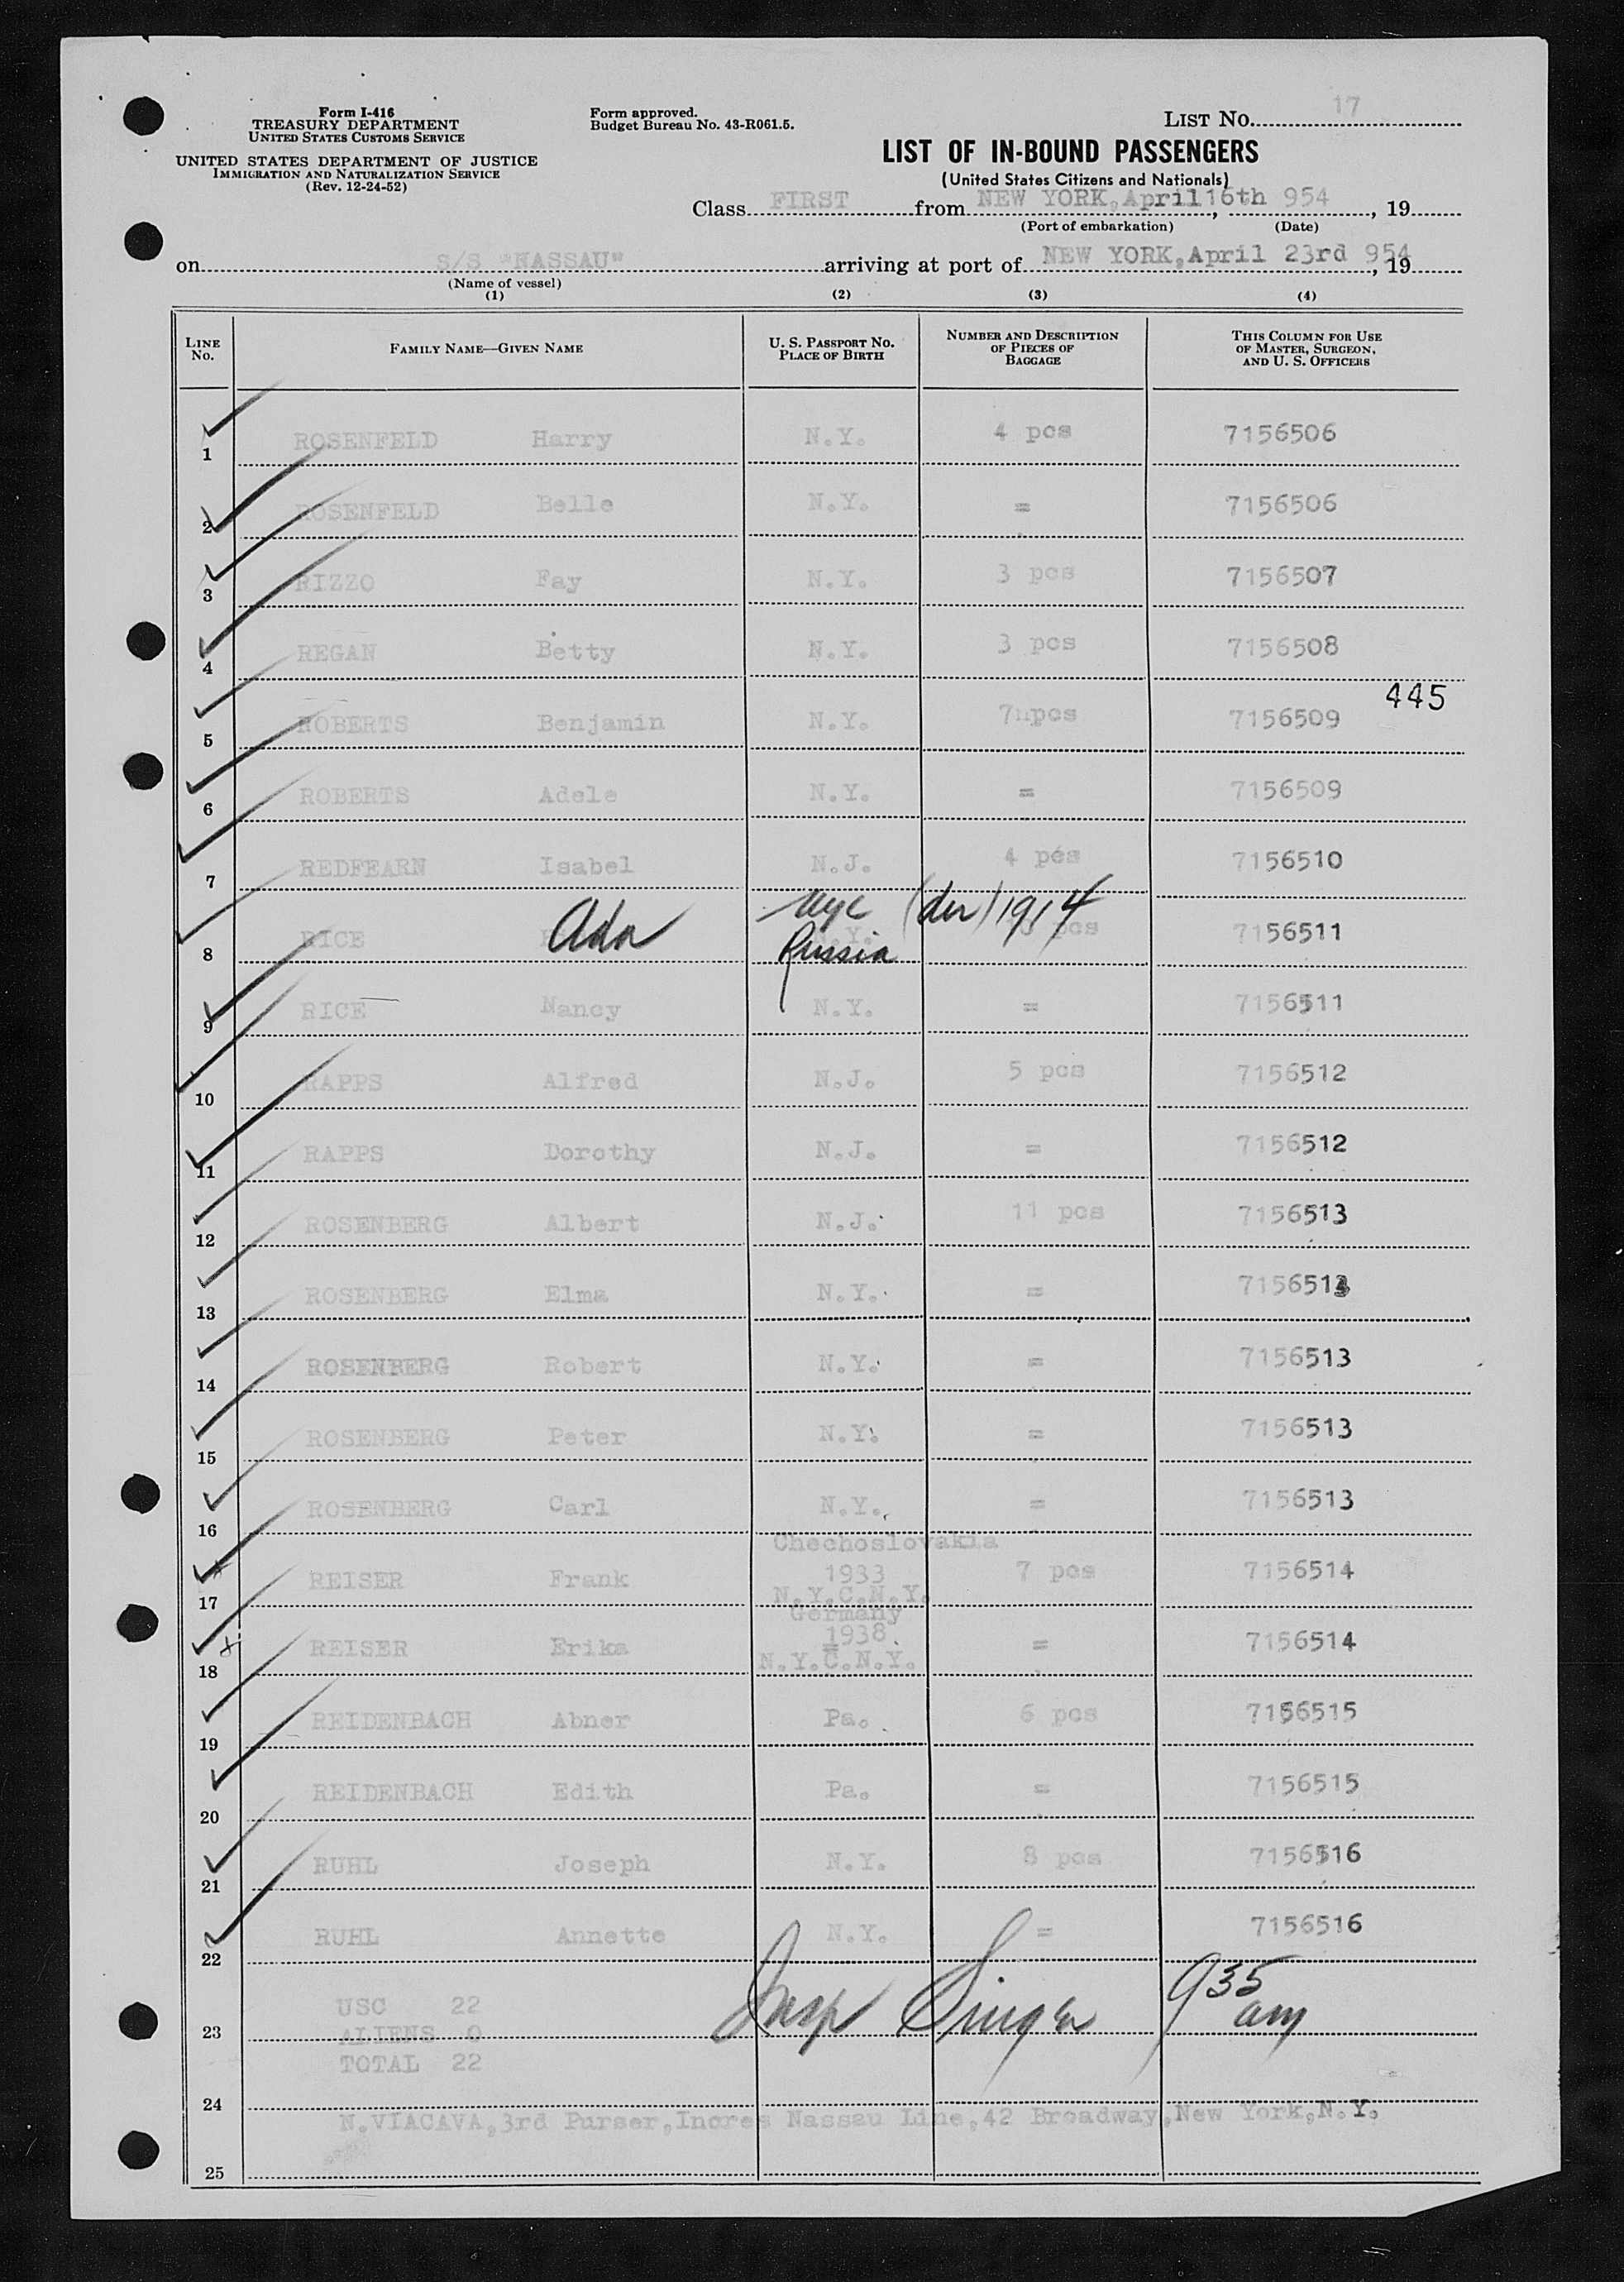 Form I-416
TREASURY DEPARTMENT
UNITED STATES CUSTOMS SERVICE
UNITED STATES DEPARTMENT OF JUSTICE
IMMIGRATION AND NATURALIZATION SERVICE
(Rev. 12-24-52)
Form approved.
Budget Bureau No. 43-R061.5.
LIST NO. 17
LIST OF IN-BOUND PASSENGERS
(United States Citizens and Nationals)
Class FIRST from NEW YORK, April 16th 954, 19
(Port of embarkation) (Date)
on S/S "NASSAU" arriving at port of NEW YORK, April 23rd 954, 19
(Name of vessel)
(1) (2) (3) (4)
LINE NO. FAMILY NAME—GIVEN NAME U. S. PASSPORT NO. PLACE OF BIRTH NUMBER AND DESCRIPTION OF PIECES OF BAGGAGE THIS COLUMN FOR USE OF MASTER, SURGEON, AND U. S. OFFICERS
1 ROSENFELD Harry N.Y. 4 pcs 7156506
2 ROSENFELD Belle N.Y. = 7156506
3 RIZZO Fay N.Y. 3 pcs 7156507
4 REGAN Betty N.Y. 3 pcs 7156508
445
5 ROBERTS Benjamin N.Y. 7 pcs 7156509
6 ROBERTS Adele N.Y. = 7156509
7 REDFEARN Isabel N.J. 4 pcs 7156510
NYC (der) 1914
8 RICE Ada N.Y. pcs 7156511
Russia
9 RICE Nancy N.Y. = 7156511
10 RAPPS Alfred N.J. 5 pcs 7156512
11 RAPPS Dorothy N.J. = 7156512
12 ROSENBERG Albert N.J. 11 pcs 7156513
13 ROSENBERG Elma N.Y. = 7156513
14 ROSENBERG Robert N.Y. = 7156513
15 ROSENBERG Peter N.Y. = 7156513
16 ROSENBERG Carl N.Y. = 7156513
Chechoslovakia
17 REISER Frank 1933 7 pcs 7156514
N.Y.C.N.Y.
Germany
18 REISER Erika 1938 = 7156514
N.Y.C.N.Y.
19 REIDENBACH Abner Pa. 6 pcs 7156515
20 REIDENBACH Edith Pa. = 7156515
21 RUHL Joseph N.Y. 8 pcs 7156516
22 RUHL Annette N.Y. = 7156516
USC 22
Insp Singer 935 am
23 ALIENS 0
TOTAL 22
24
N.VIACAVA,3rd Purser,Incres Nassau Line,42 Broadway,New York,N.Y.
25